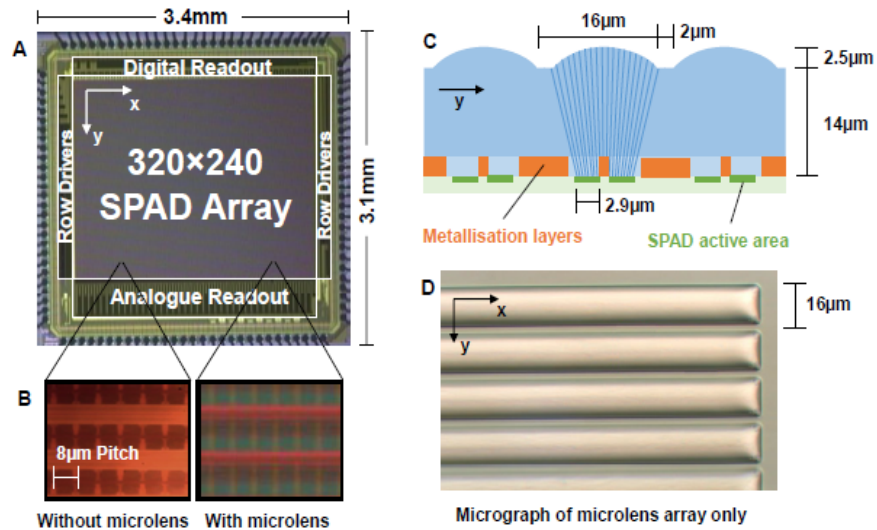 A
3.4mm
Digital Readout
x
y
Row Drivers
320×240
SPAD Array
Row Drivers
3.1mm
Analogue Readout
B
8µm Pitch
Without microlens
With microlens
C
16µm
2µm
2.5µm
y
14µm
2.9µm
Metallisation layers
SPAD active area
D
x
y
16µm
Micrograph of microlens array only